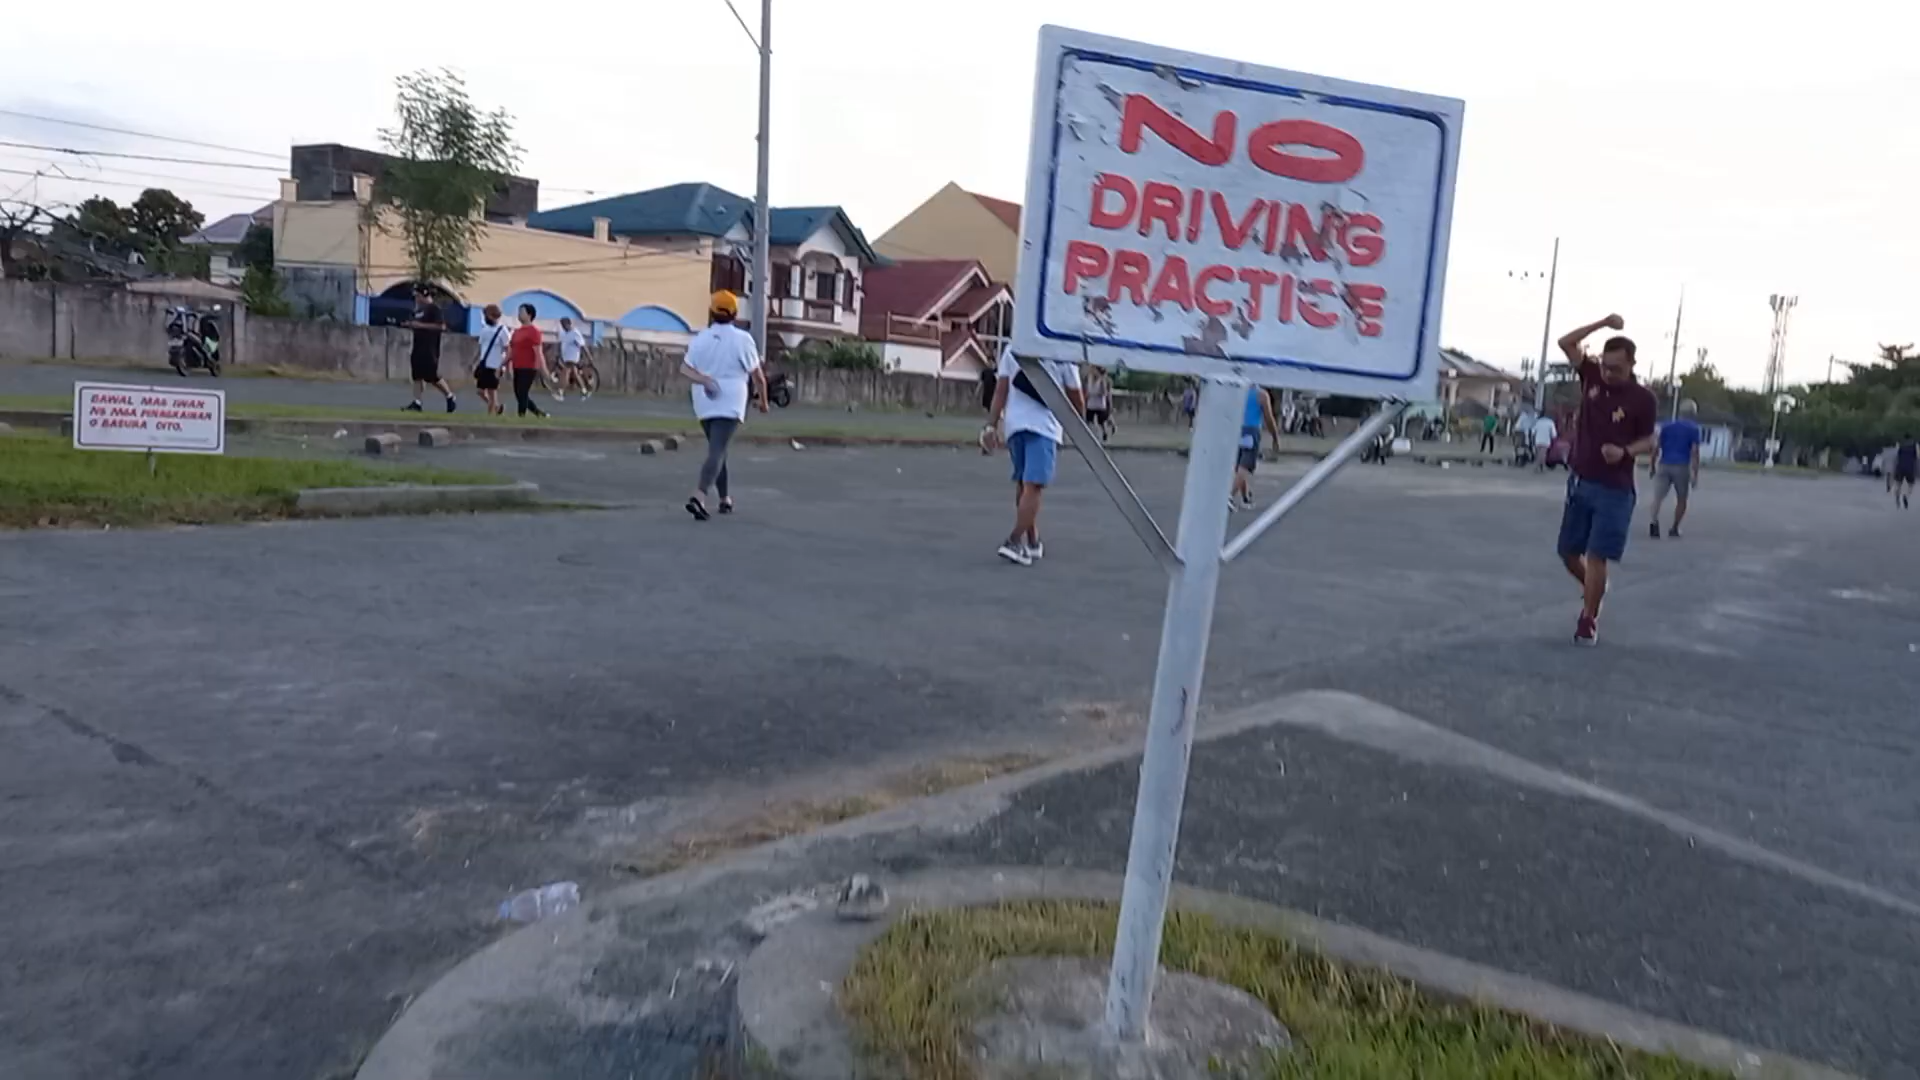 NO
DRIVING
PRACTICE
BAWAL MAG IWAN
NG MGA PINAGKAINAN
O BASURA DITO.